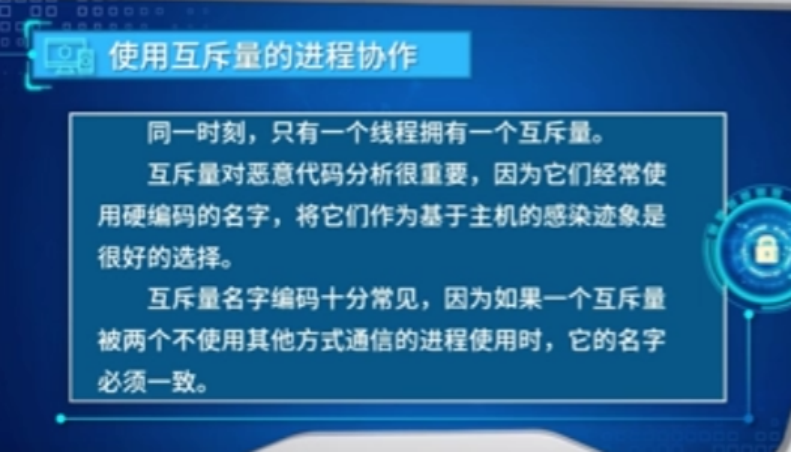 使用互斥量的进程协作
同一时刻，只有一个线程拥有一个互斥量。
互斥量对恶意代码分析很重要，因为它们经常使
用硬编码的名字，将它们作为基于主机的感染迹象是
很好的选择。
互斥量名字编码十分常见，因为如果一个互斥量
被两个不使用其他方式通信的进程使用时，它的名字
必须一致。